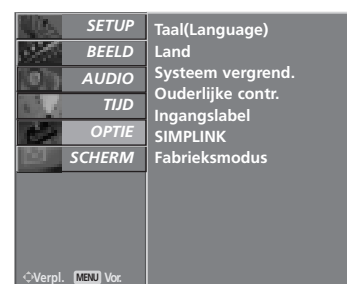 SETUP
BEELD
AUDIO
TIJD
OPTIE
SCHERM
Taal(Language)
Land
Systeem vergrend.
Ouderlijke contr.
Ingangslabel
SIMPLINK
Fabrieksmodus
Verpl. MENU Vor.